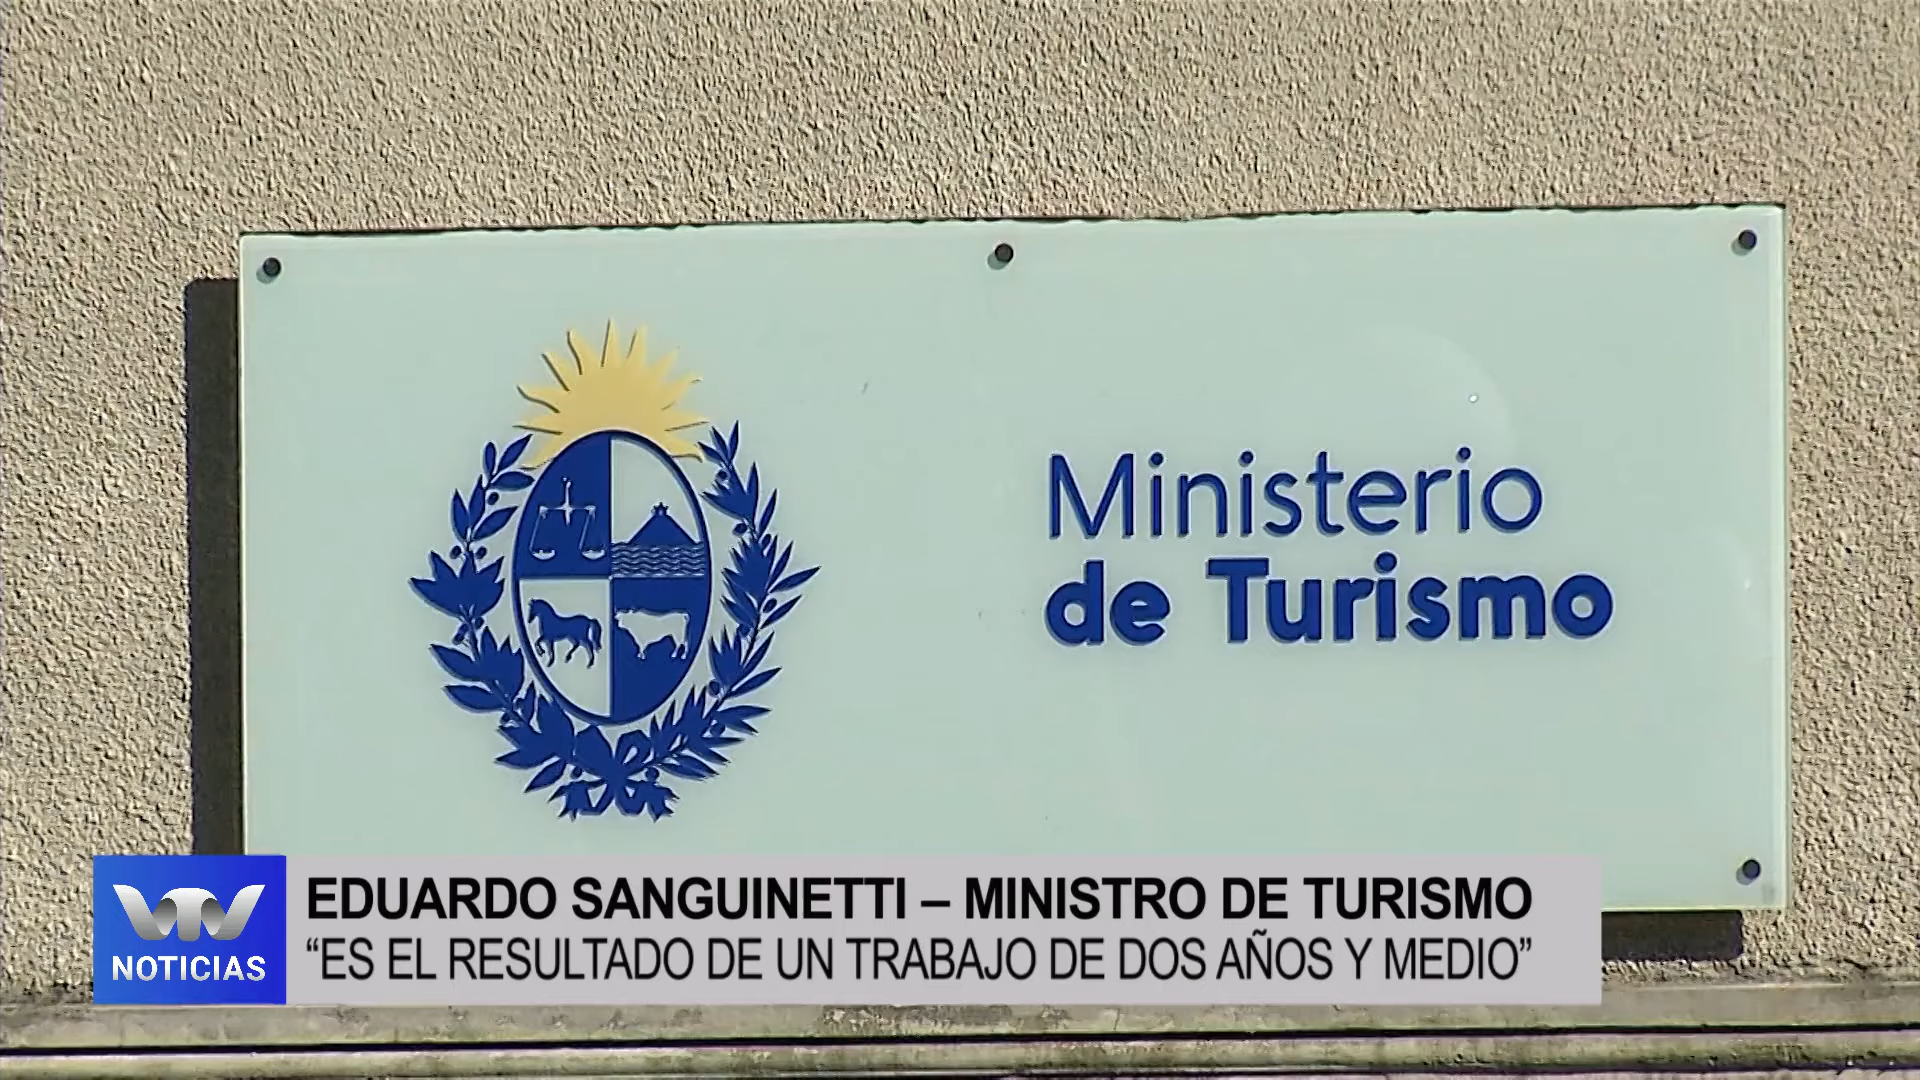 Ministerio
de Turismo
VTV
NOTICIAS
EDUARDO SANGUINETTI – MINISTRO DE TURISMO
“ES EL RESULTADO DE UN TRABAJO DE DOS AÑOS Y MEDIO”